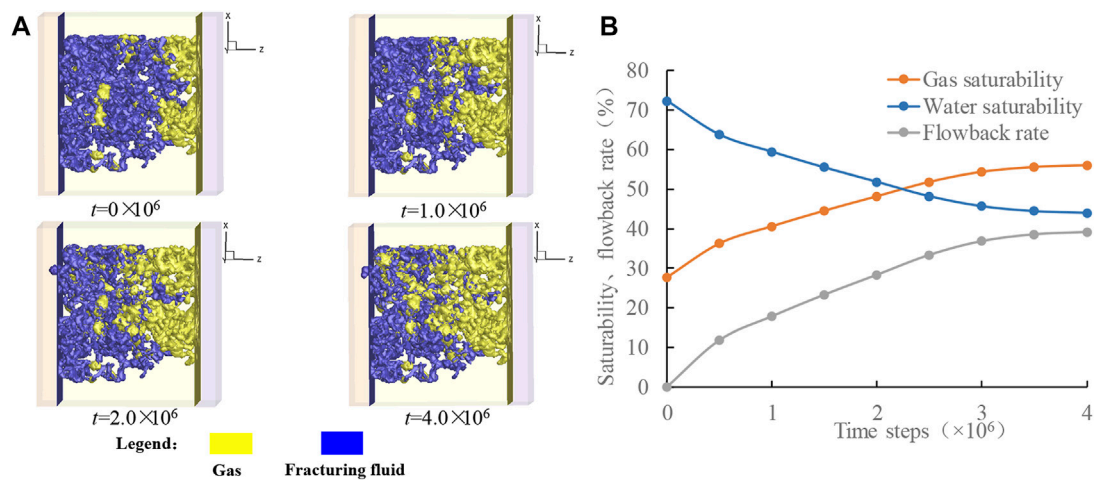 A
X
Z
X
Z
t=0×10⁶
t=1.0×10⁶
X
Z
X
Z
t=2.0×10⁶
t=4.0×10⁶
Legend：
Gas
Fracturing fluid
B
Saturability、flowback rate（%）
80
70
60
50
40
30
20
10
0
Gas saturability
Water saturability
Flowback rate
0 1 2 3 4
Time steps（×10⁶）